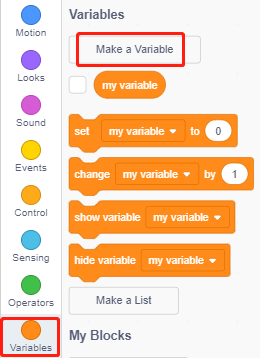 Motion
Looks
Sound
Events
Control
Sensing
Operators
Variables
Variables
Make a Variable
my variable
set my variable to 0
change my variable by 1
show variable my variable
hide variable my variable
Make a List
My Blocks